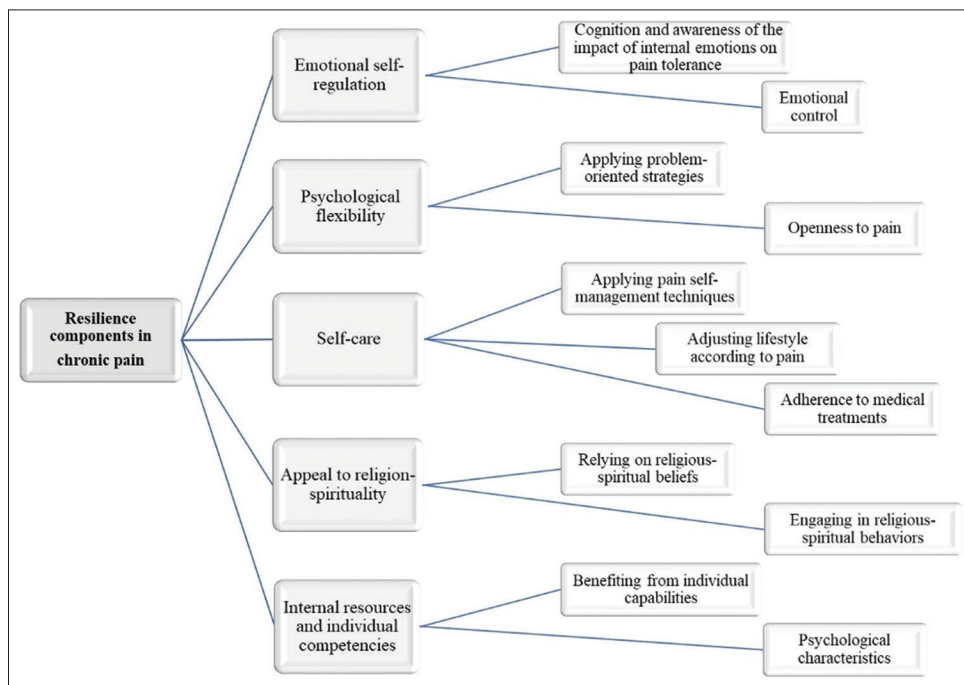 Resilience
components in
chronic pain
Emotional self-
regulation
Cognition and awareness of the
impact of internal emotions on
pain tolerance
Emotional
control
Psychological
flexibility
Applying problem-
oriented strategies
Openness to pain
Self-care
Applying pain self-
management techniques
Adjusting lifestyle
according to pain
Adherence to medical
treatments
Appeal to religion-
spirituality
Relying on religious-
spiritual beliefs
Engaging in religious-
spiritual behaviors
Internal resources
and individual
competencies
Benefiting from individual
capabilities
Psychological
characteristics